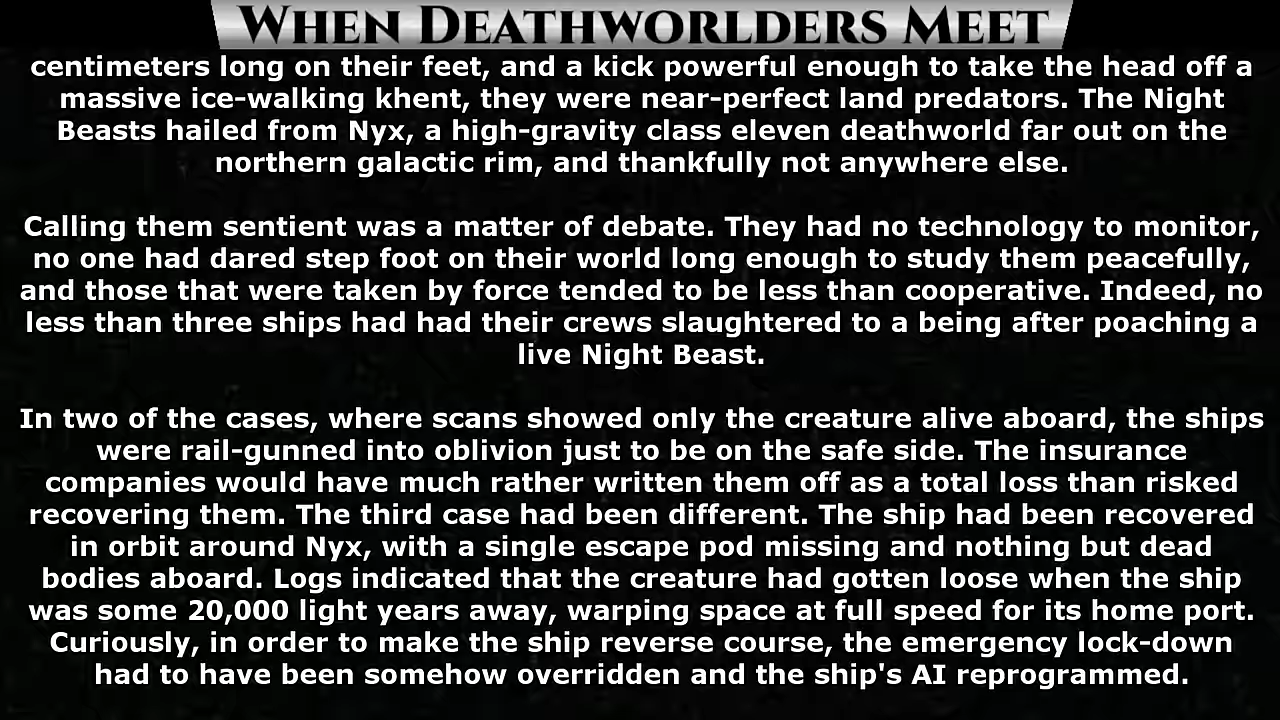 WHEN DEATHWORLDERS MEET
centimeters long on their feet, and a kick powerful enough to take the head off a
massive ice-walking khent, they were near-perfect land predators. The Night
Beasts hailed from Nyx, a high-gravity class eleven deathworld far out on the
northern galactic rim, and thankfully not anywhere else.
Calling them sentient was a matter of debate. They had no technology to monitor,
no one had dared step foot on their world long enough to study them peacefully,
and those that were taken by force tended to be less than cooperative. Indeed, no
less than three ships had had their crews slaughtered to a being after poaching a
live Night Beast.
In two of the cases, where scans showed only the creature alive aboard, the ships
were rail-gunned into oblivion just to be on the safe side. The insurance
companies would have much rather written them off as a total loss than risked
recovering them. The third case had been different. The ship had been recovered
in orbit around Nyx, with a single escape pod missing and nothing but dead
bodies aboard. Logs indicated that the creature had gotten loose when the ship
was some 20,000 light years away, warping space at full speed for its home port.
Curiously, in order to make the ship reverse course, the emergency lock-down
had to have been somehow overridden and the ship's AI reprogrammed.